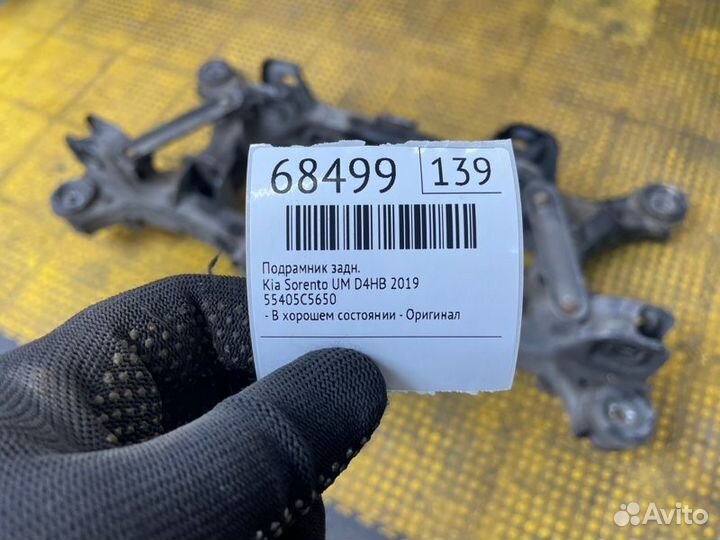 68499 139
Подрамник задн.
Kia Sorento UM D4HB 2019
55405C5650
- В хорошем состоянии - Оригинал
Avito